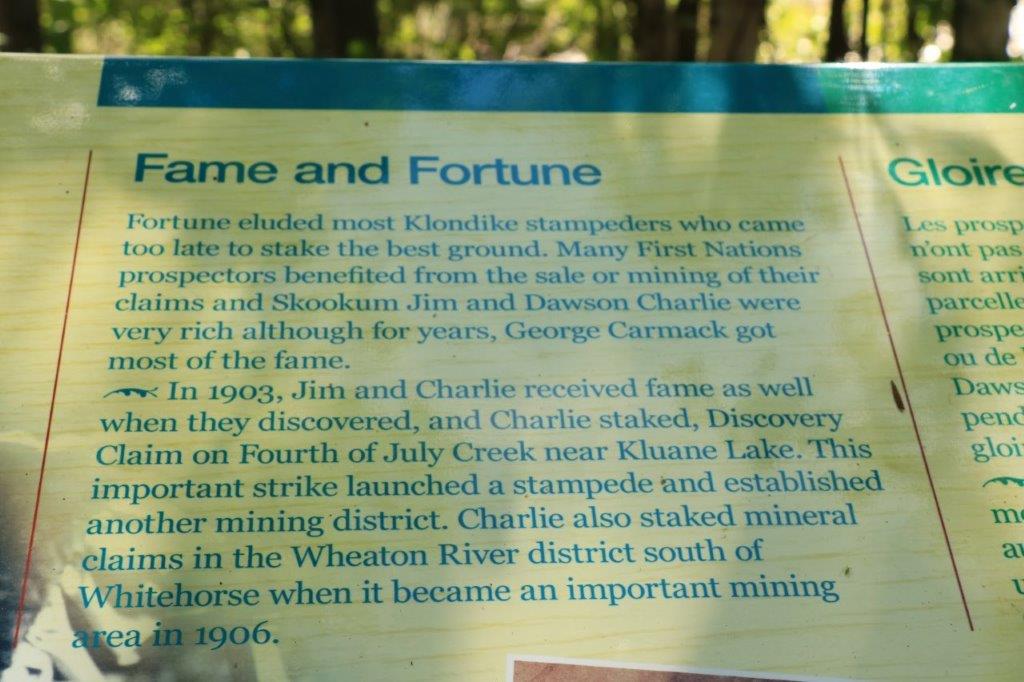 Fame and Fortune
Fortune eluded most Klondike stampeders who came
too late to stake the best ground. Many First Nations
prospectors benefited from the sale or mining of their
claims and Skookum Jim and Dawson Charlie were
very rich although for years, George Carmack got
most of the fame.
In 1903, Jim and Charlie received fame as well
when they discovered, and Charlie staked, Discovery
Claim on Fourth of July Creek near Kluane Lake. This
important strike launched a stampede and established
another mining district. Charlie also staked mineral
claims in the Wheaton River district south of
Whitehorse when it became an important mining
area in 1906.
Gloire
Les prosp
n'ont pas
sont arri
parcelle
prospe
ou de
Daws
pend
gloi
me
au